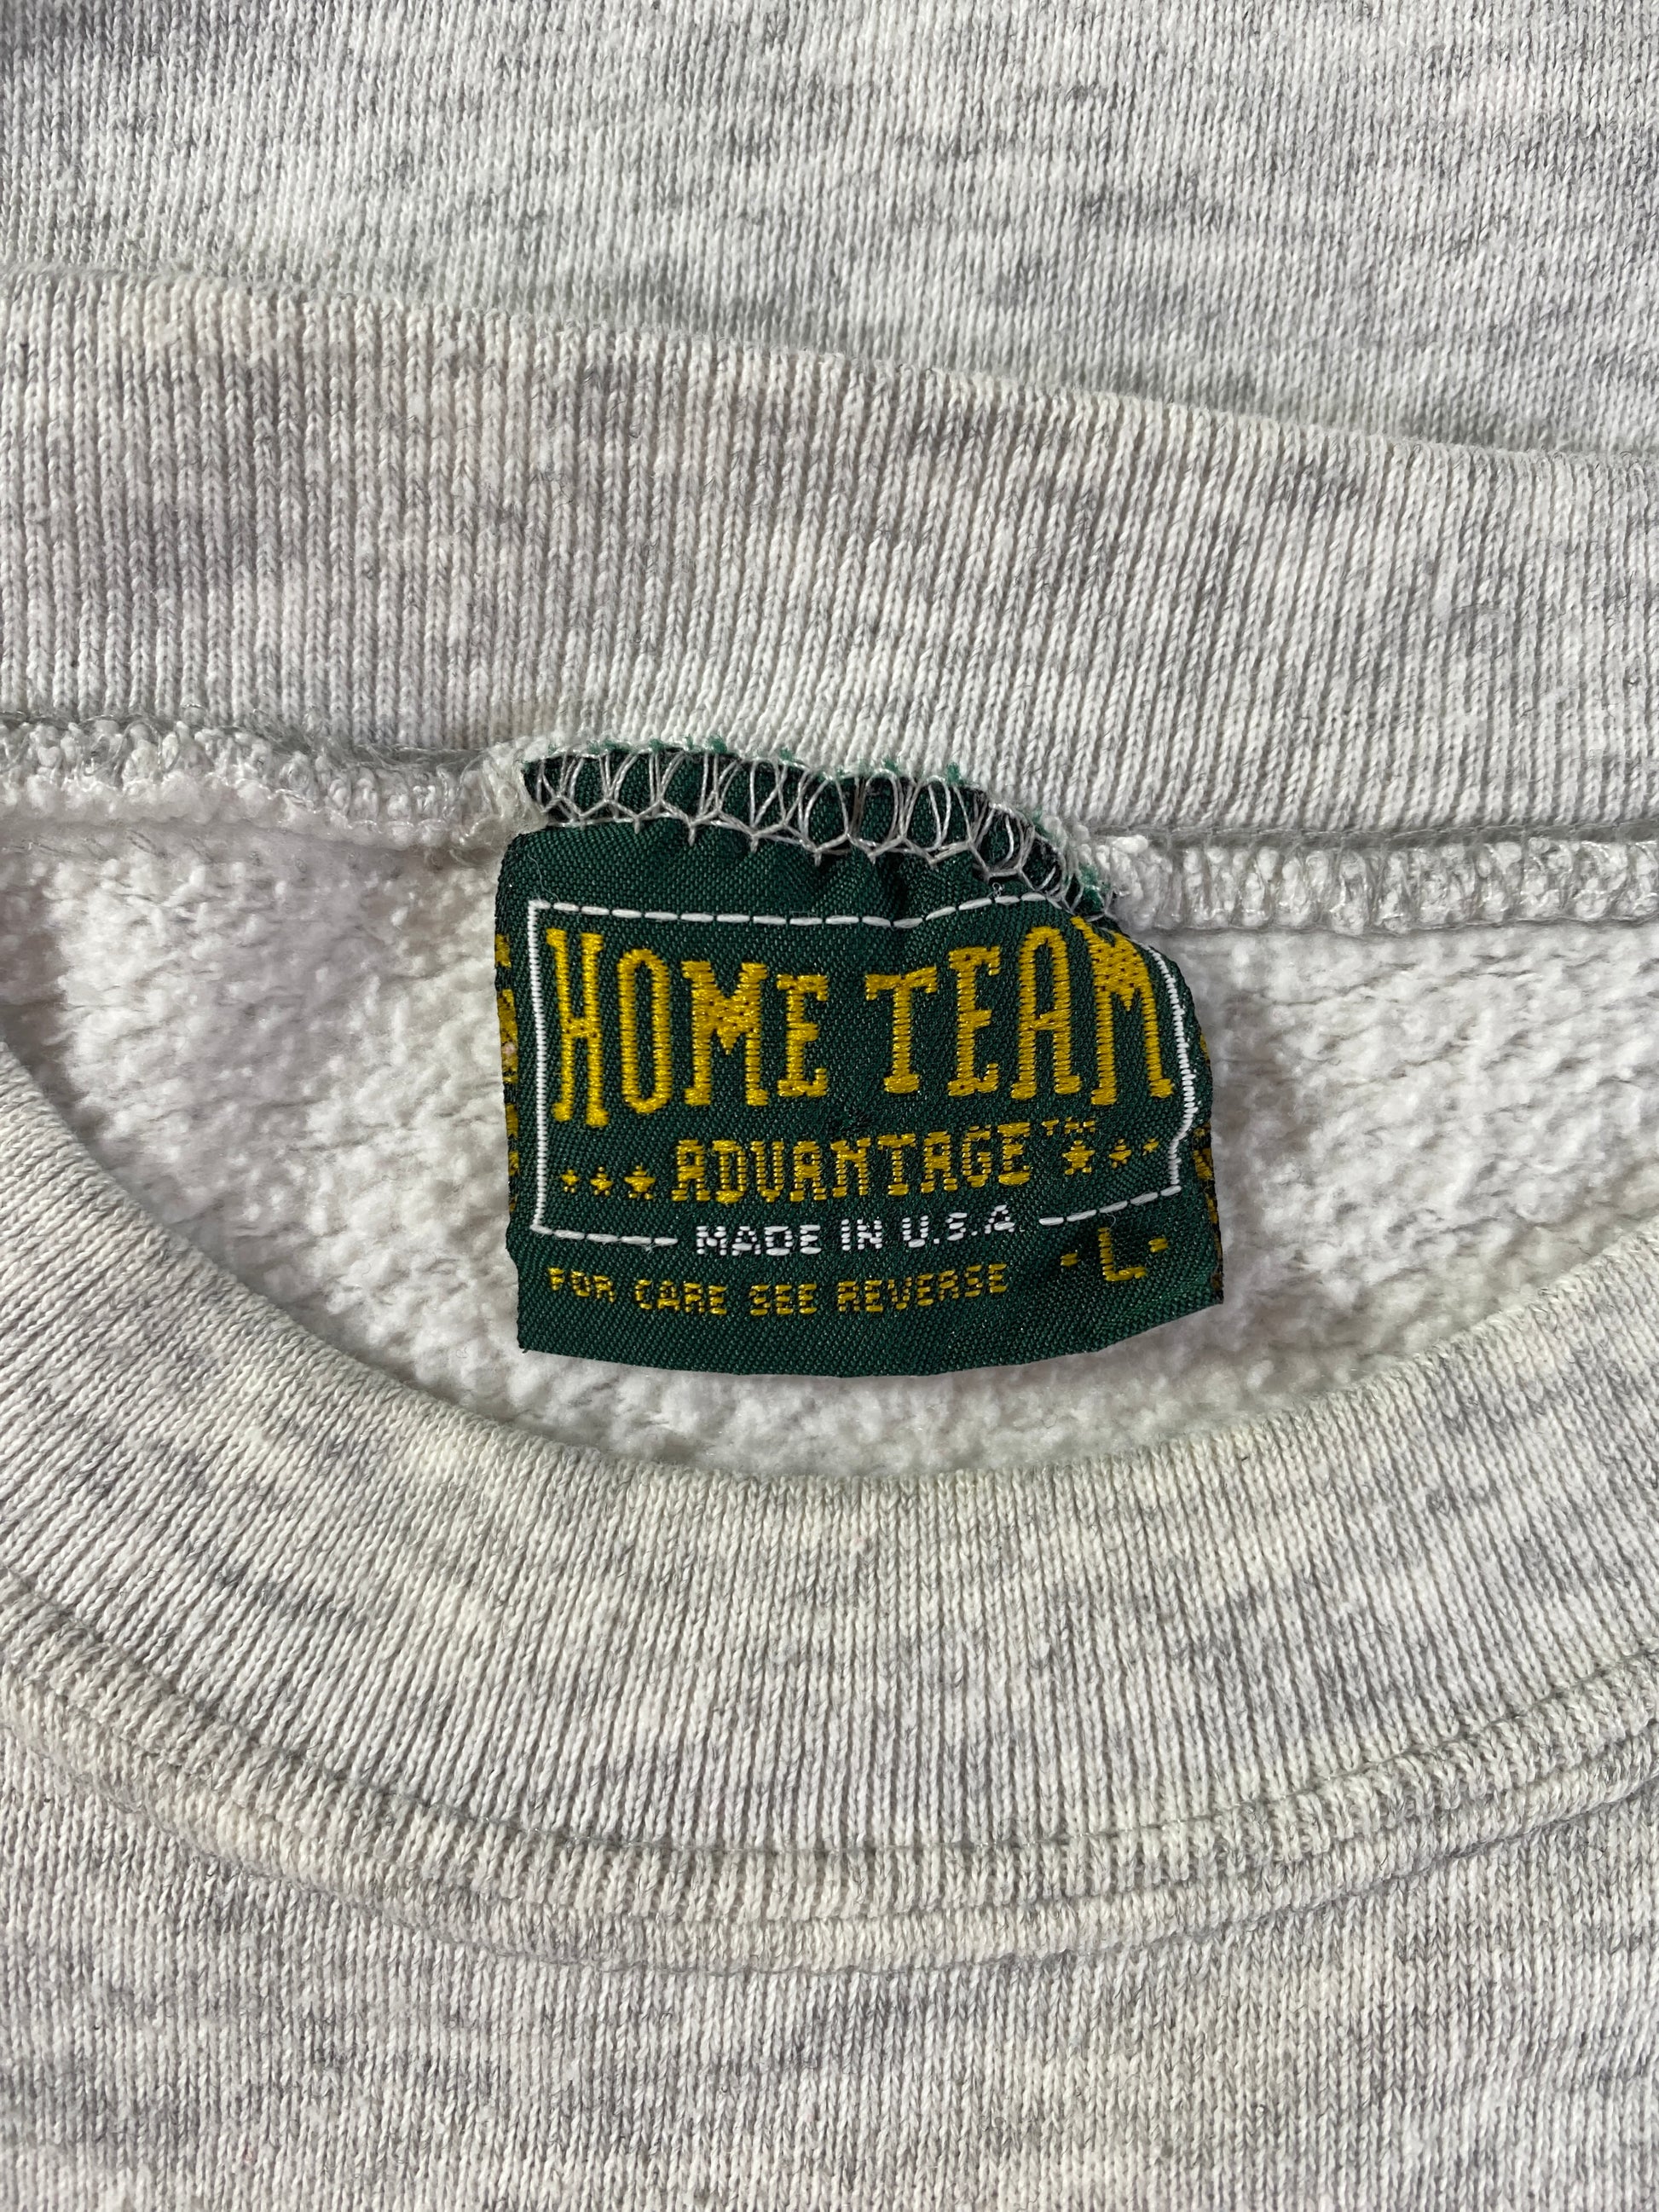 HOME TEAM
ADVANTAGE™
MADE IN U.S.A
FOR CARE SEE REVERSE -L-